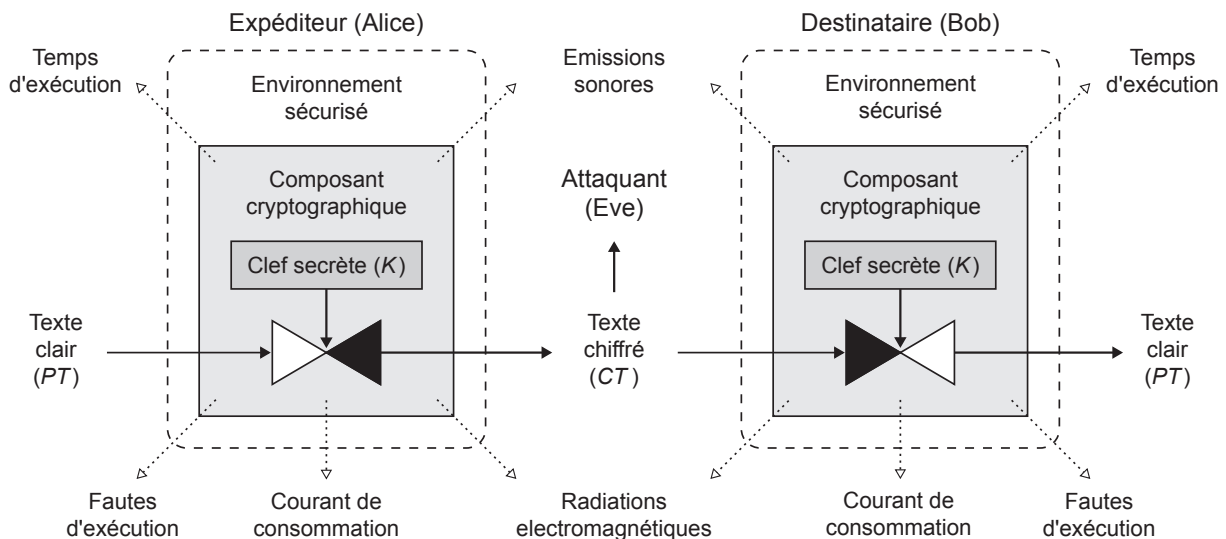 Expéditeur (Alice)
Destinataire (Bob)
Temps
d'exécution
Environnement
sécurisé
Emissions
sonores
Environnement
sécurisé
Temps
d'exécution
Composant
cryptographique
Attaquant
(Eve)
Composant
cryptographique
Clef secrète (K)
Clef secrète (K)
Texte
clair
(PT)
Texte
chiffré
(CT)
Texte
clair
(PT)
Fautes
d'exécution
Courant de
consommation
Radiations
electromagnétiques
Courant de
consommation
Fautes
d'exécution